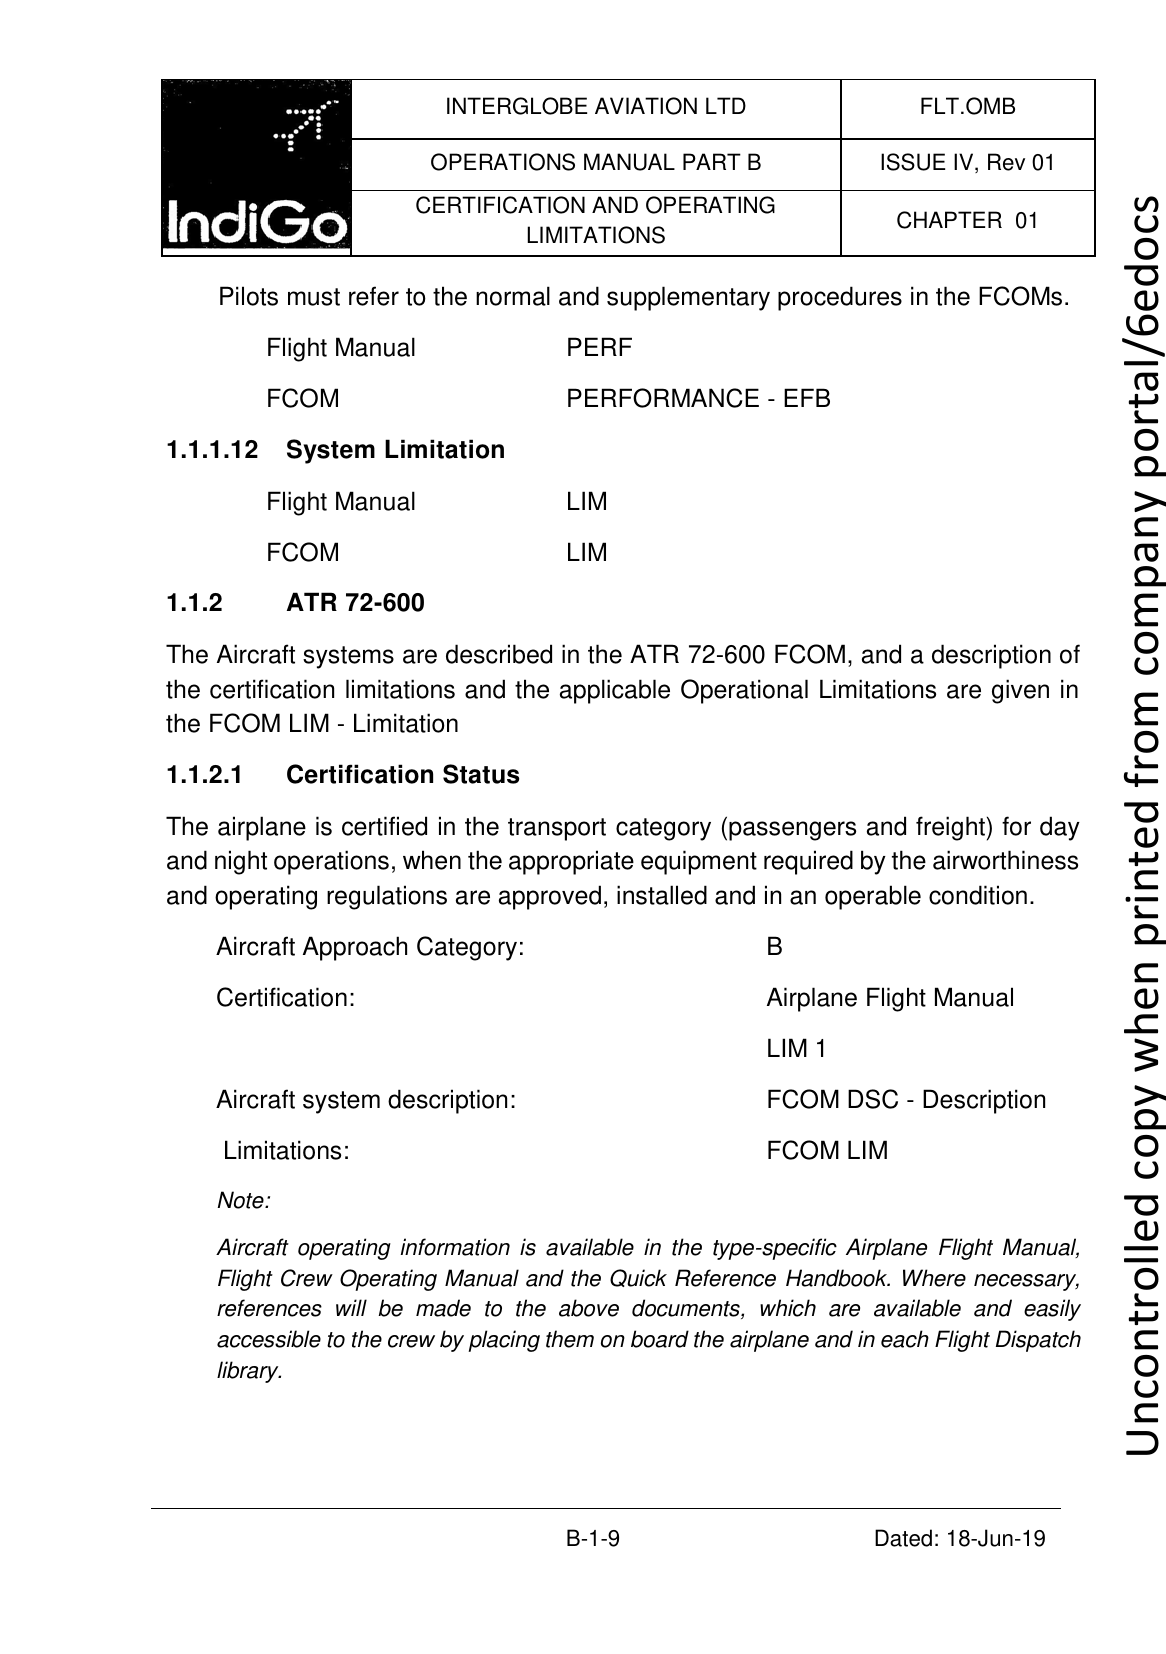 IndiGo
INTERGLOBE AVIATION LTD
FLT.OMB
OPERATIONS MANUAL PART B
ISSUE IV, Rev 01
CERTIFICATION AND OPERATING
LIMITATIONS
CHAPTER 01
Pilots must refer to the normal and supplementary procedures in the FCOMs.
Flight Manual PERF
FCOM PERFORMANCE - EFB
1.1.1.12 System Limitation
Flight Manual LIM
FCOM LIM
1.1.2 ATR 72-600
The Aircraft systems are described in the ATR 72-600 FCOM, and a description of
the certification limitations and the applicable Operational Limitations are given in
the FCOM LIM - Limitation
1.1.2.1 Certification Status
The airplane is certified in the transport category (passengers and freight) for day
and night operations, when the appropriate equipment required by the airworthiness
and operating regulations are approved, installed and in an operable condition.
Aircraft Approach Category: B
Certification: Airplane Flight Manual
LIM 1
Aircraft system description: FCOM DSC - Description
Limitations: FCOM LIM
Note:
Aircraft operating information is available in the type-specific Airplane Flight Manual,
Flight Crew Operating Manual and the Quick Reference Handbook. Where necessary,
references will be made to the above documents, which are available and easily
accessible to the crew by placing them on board the airplane and in each Flight Dispatch
library.
B-1-9 Dated: 18-Jun-19
Uncontrolled copy when printed from company portal/6edocs